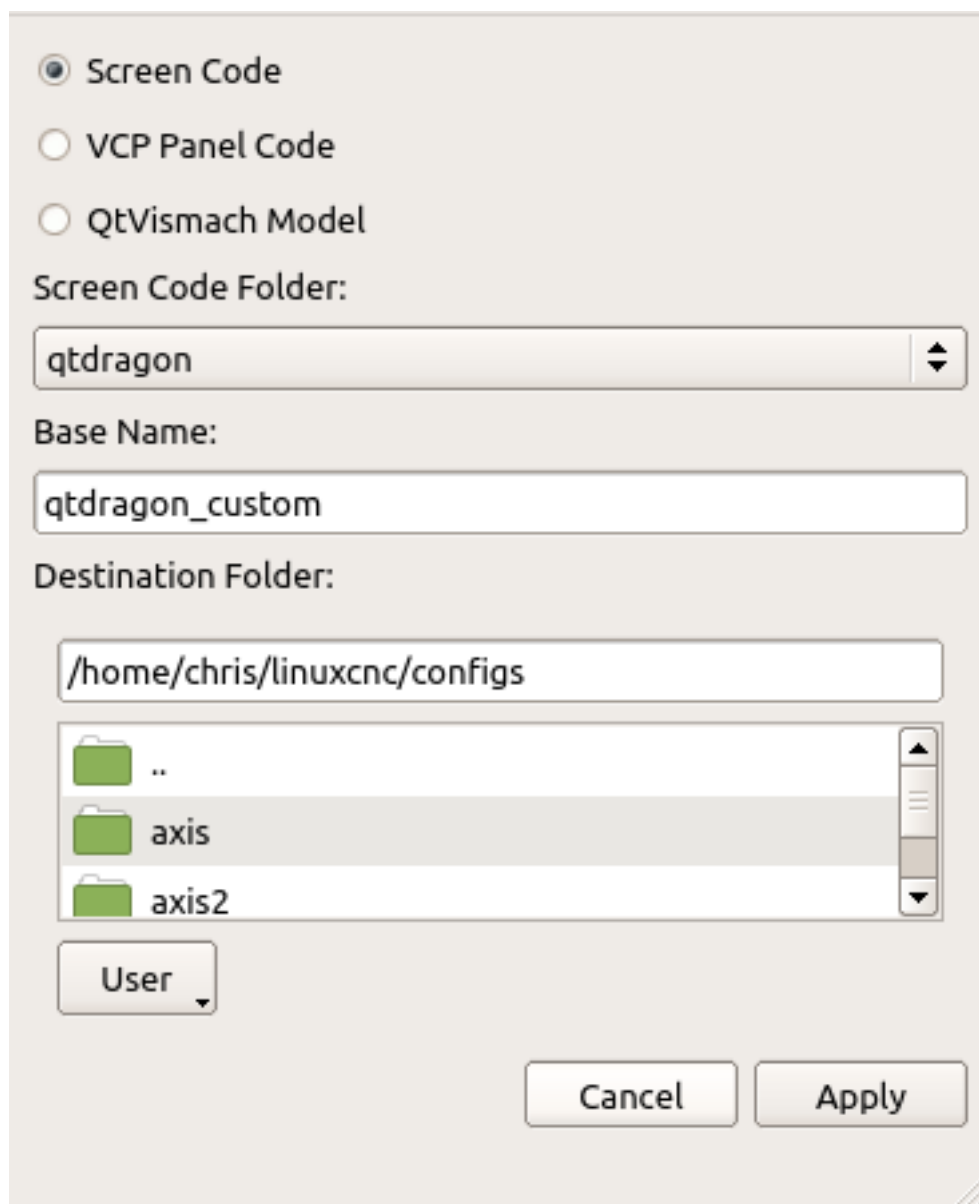 Screen Code
VCP Panel Code
QtVismach Model
Screen Code Folder:
qtdragon
Base Name:
qtdragon_custom
Destination Folder:
/home/chris/linuxcnc/configs
..
axis
axis2
User
Cancel
Apply